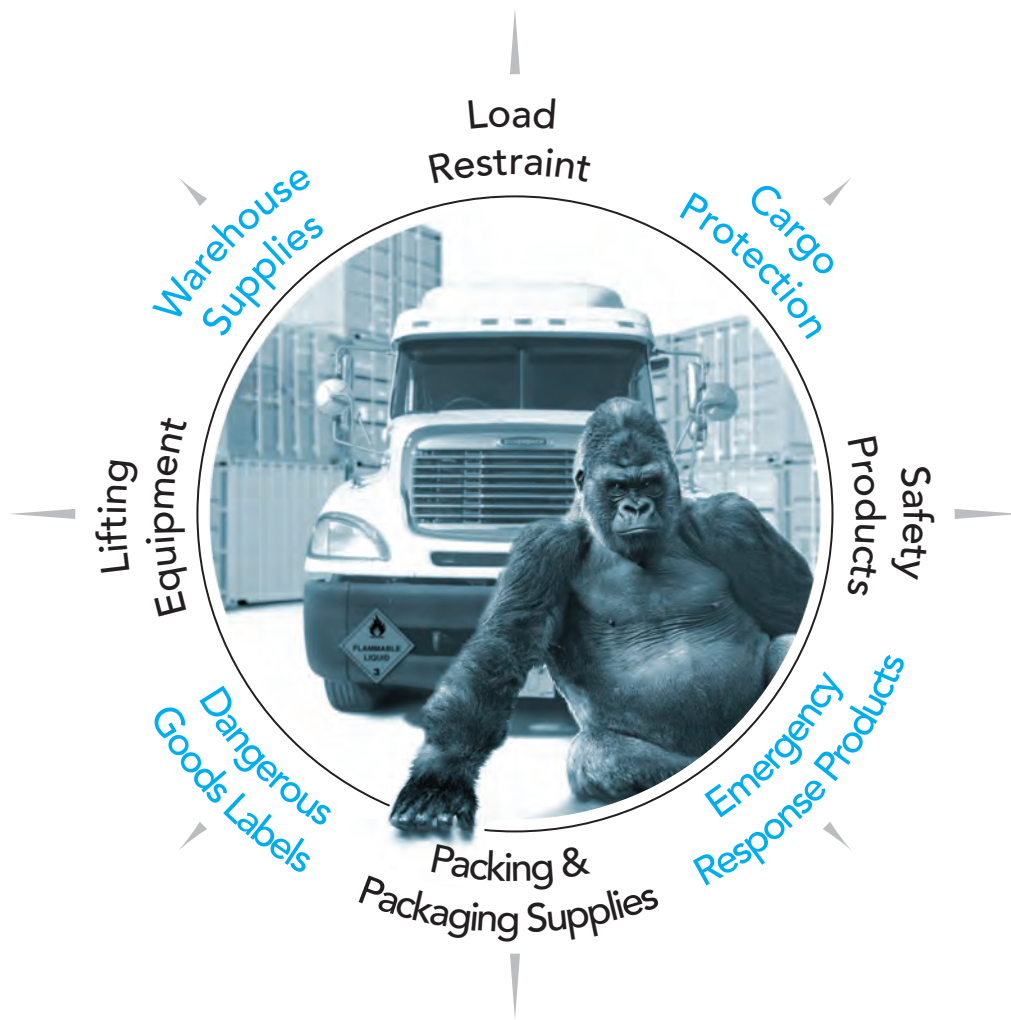 Load
Restraint
Cargo
Protection
Safety
Products
Emergency
Response Products
Packing &
Packaging Supplies
Dangerous
Goods Labels
Lifting
Equipment
Warehouse
Supplies
FLAMMABLE
LIQUID
3